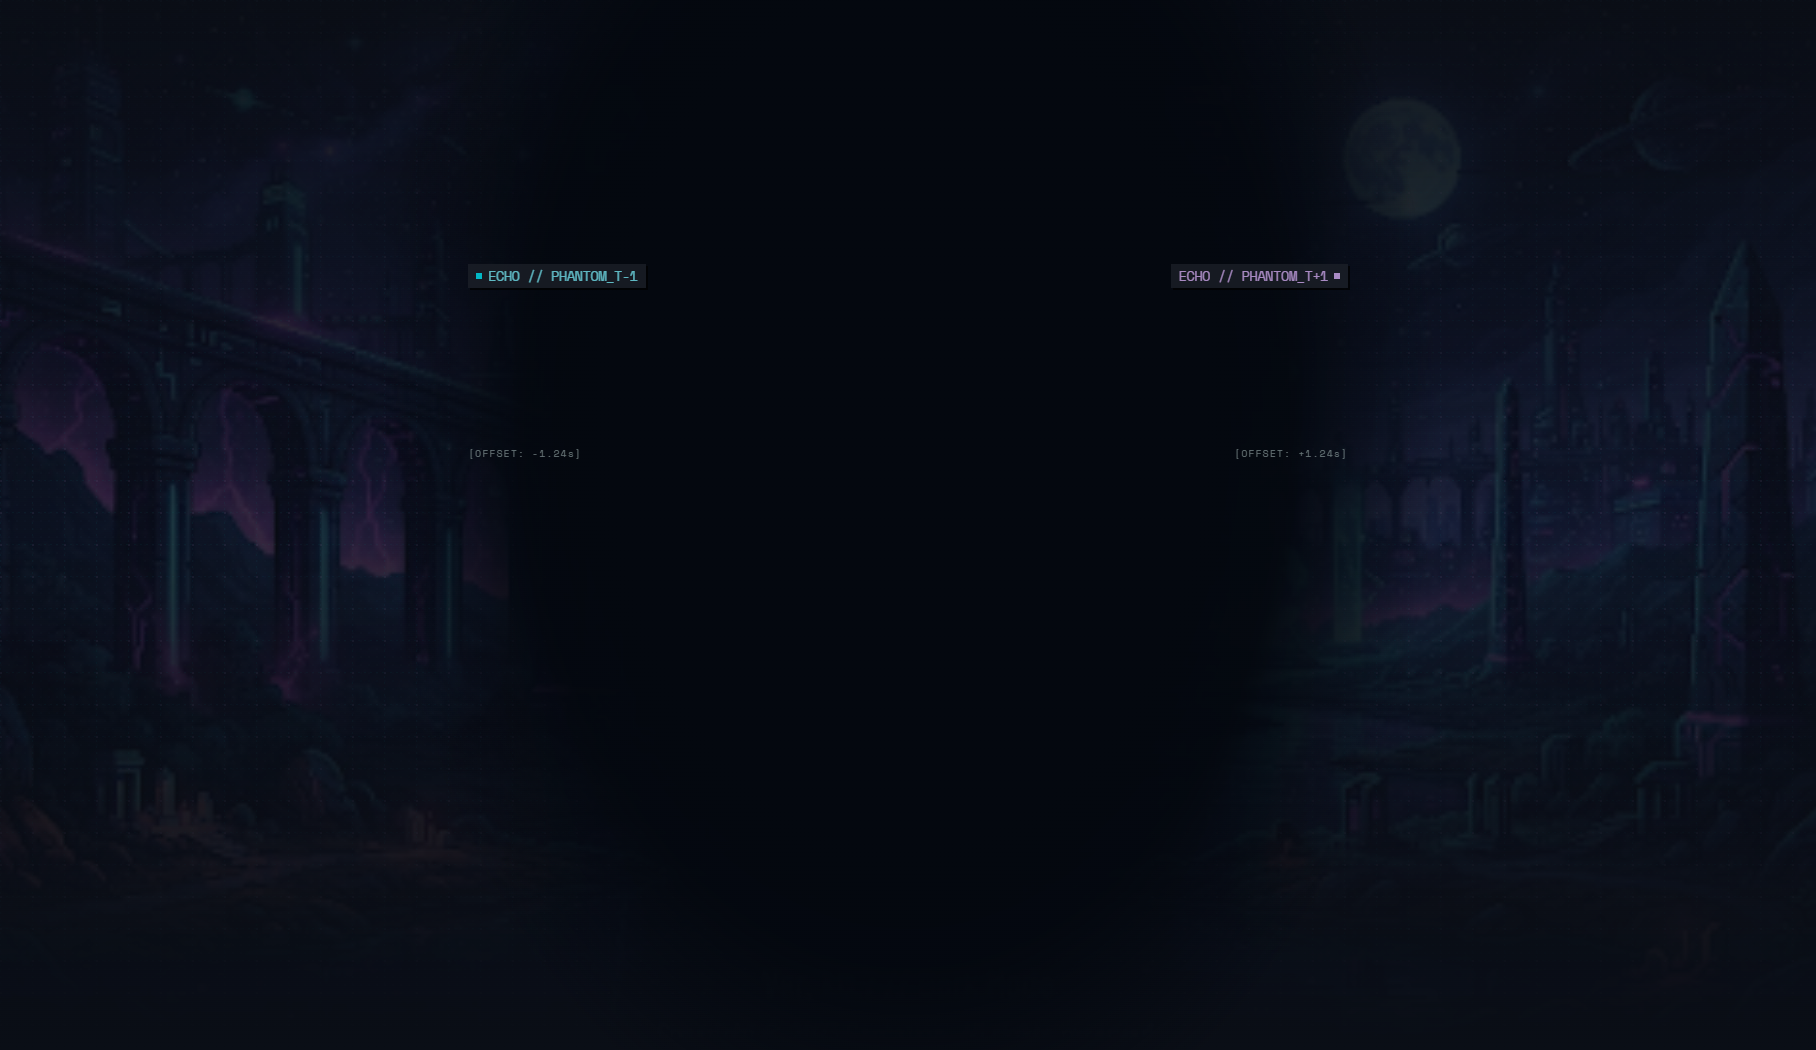 ECHO // PHANTOM_T-1
ECHO // PHANTOM_T+1
[OFFSET: -1.24s]
[OFFSET: +1.24s]